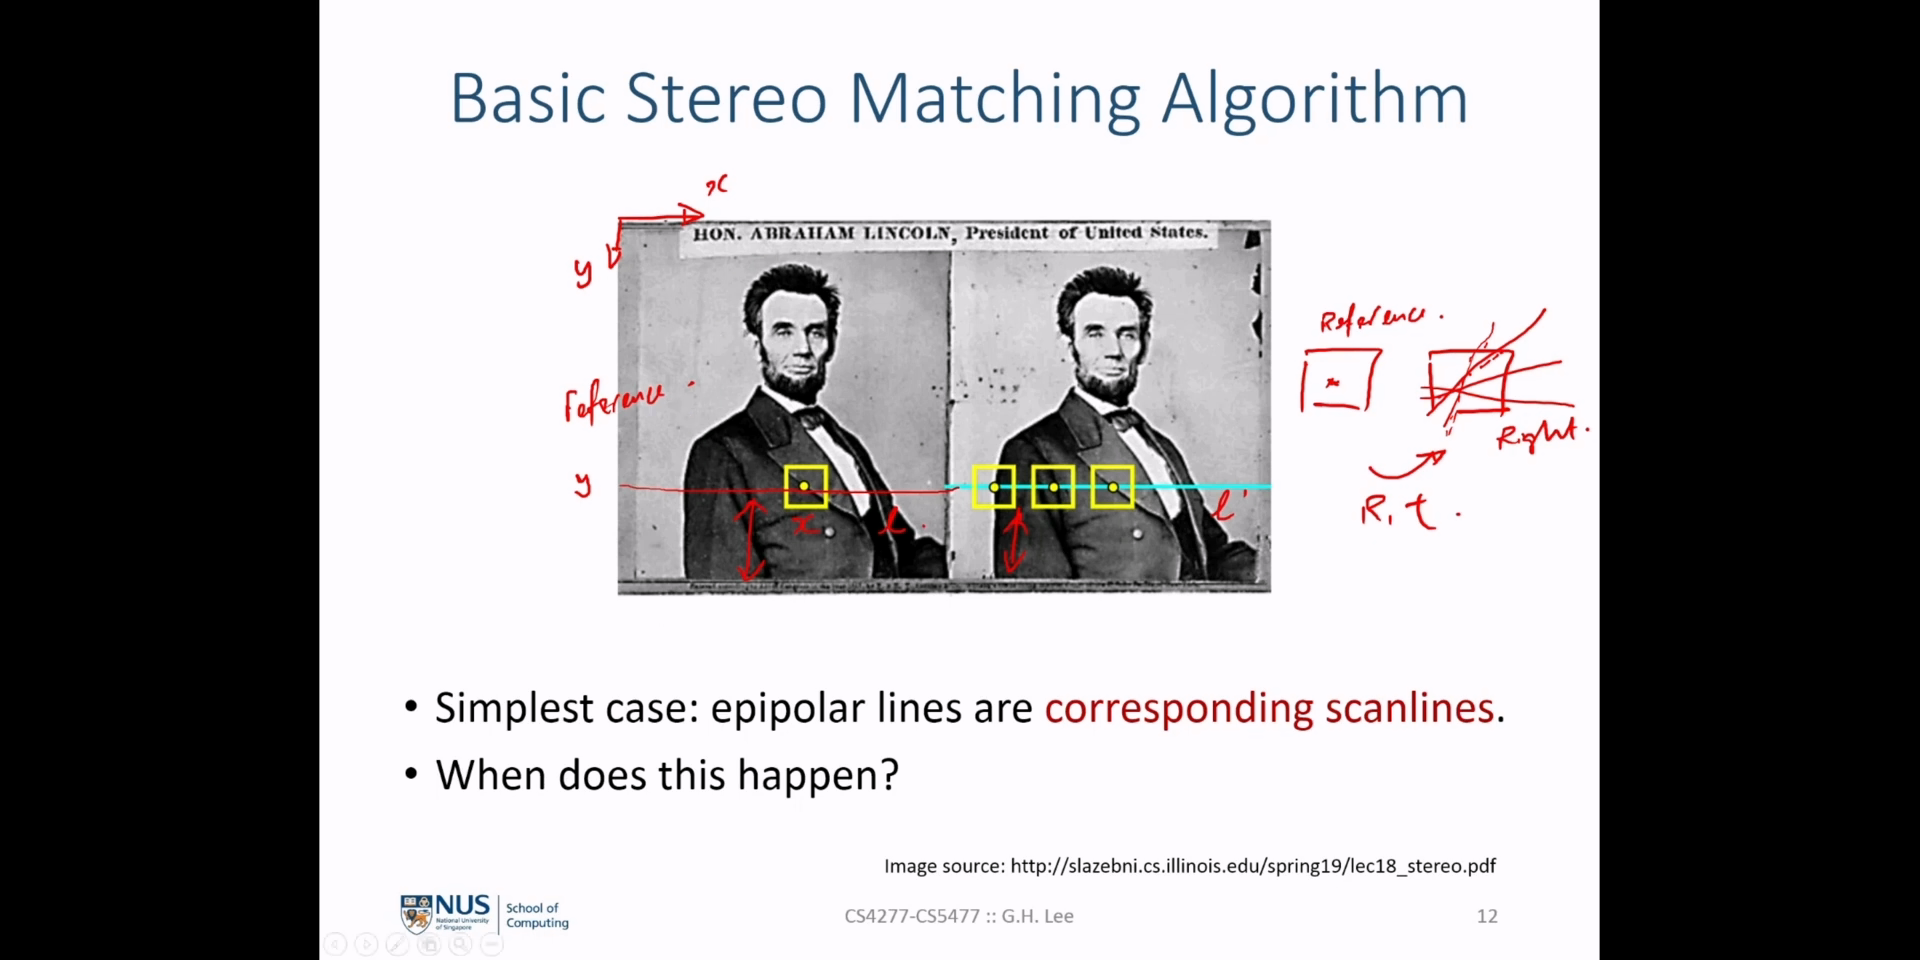 Basic Stereo Matching Algorithm
x
HON. ABRAHAM LINCOLN, President of United States.
y
Reference.
reference.
Right.
y
x
l.
l'
R, t.
• Simplest case: epipolar lines are corresponding scanlines.
• When does this happen?
Image source: http://slazebni.cs.illinois.edu/spring19/lec18_stereo.pdf
NUS
National University
of Singapore
School of
Computing
CS4277-CS5477 :: G.H. Lee
12